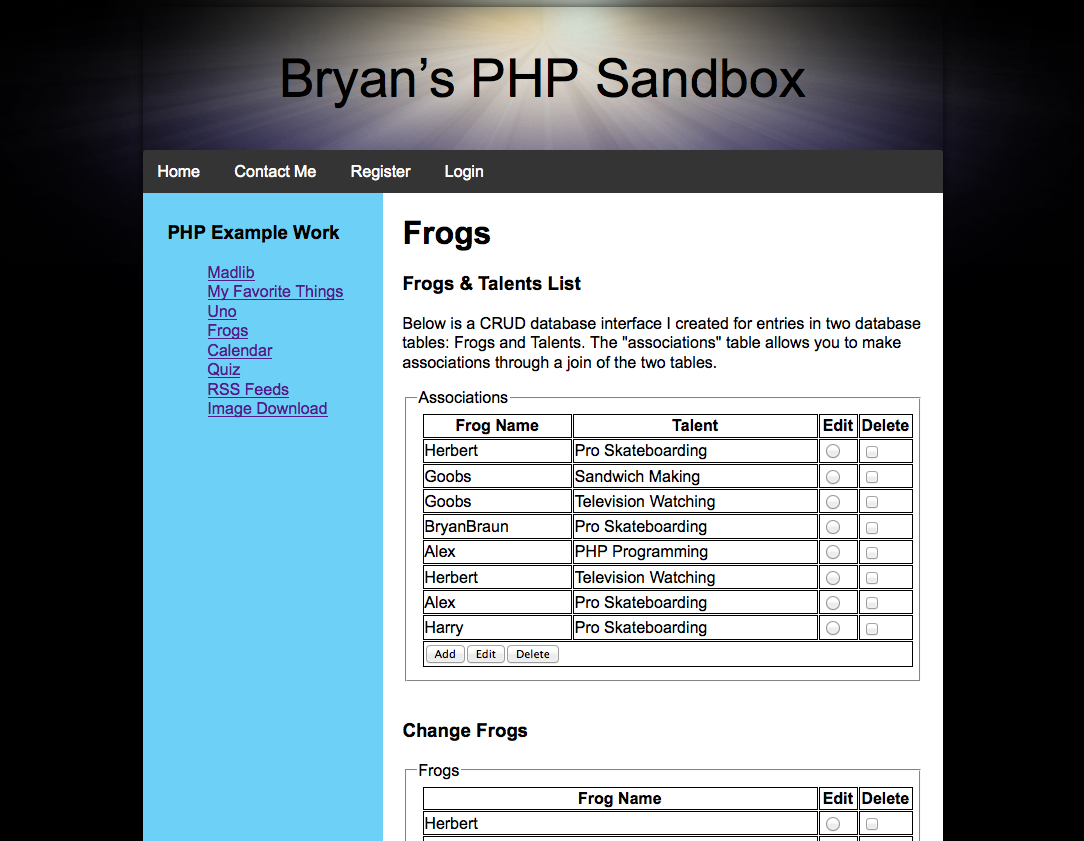 Bryan’s PHP Sandbox
Home Contact Me Register Login
PHP Example Work
Madlib
My Favorite Things
Uno
Frogs
Calendar
Quiz
RSS Feeds
Image Download
Frogs
Frogs & Talents List
Below is a CRUD database interface I created for entries in two database
tables: Frogs and Talents. The "associations" table allows you to make
associations through a join of the two tables.
Associations
Frog Name Talent Edit Delete
Herbert Pro Skateboarding
Goobs Sandwich Making
Goobs Television Watching
BryanBraun Pro Skateboarding
Alex PHP Programming
Herbert Television Watching
Alex Pro Skateboarding
Harry Pro Skateboarding
Add Edit Delete
Change Frogs
Frogs
Frog Name Edit Delete
Herbert